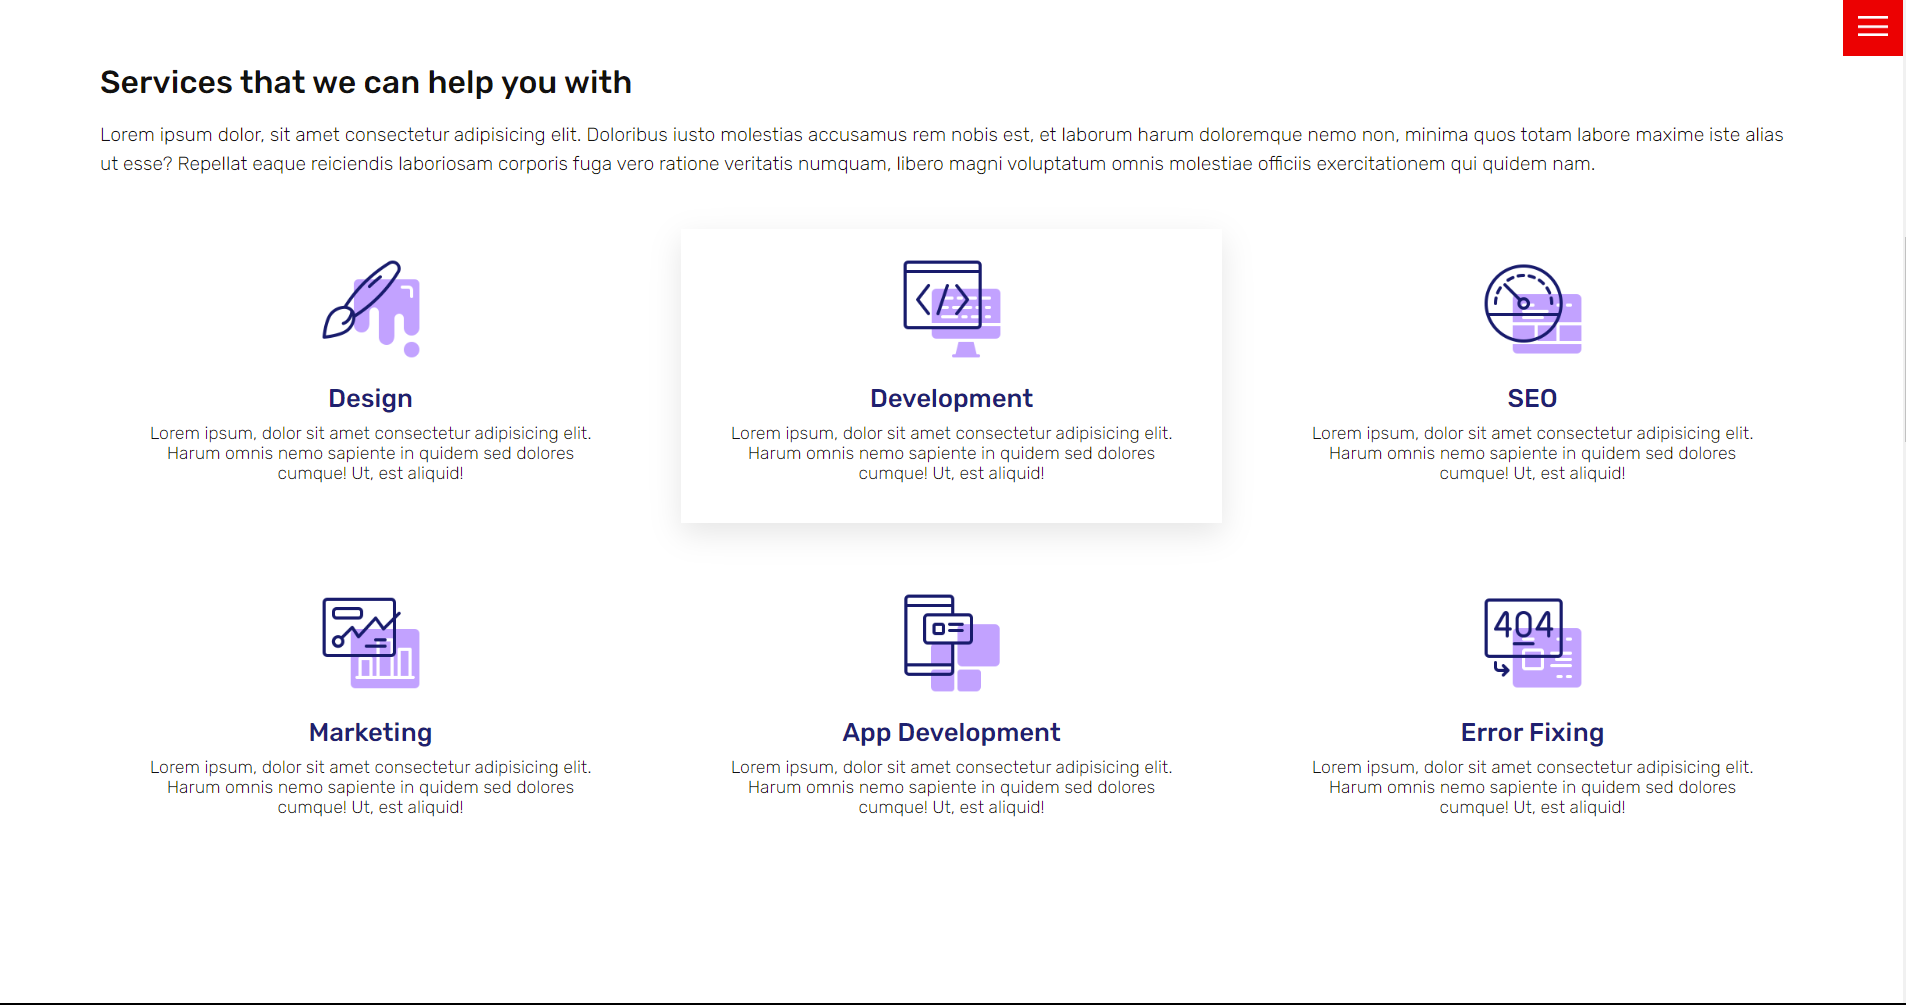 Services that we can help you with
Lorem ipsum dolor, sit amet consectetur adipisicing elit. Doloribus iusto molestias accusamus rem nobis est, et laborum harum doloremque nemo non, minima quos totam labore maxime iste alias
ut esse? Repellat eaque reiciendis laboriosam corporis fuga vero ratione veritatis numquam, libero magni voluptatum omnis molestiae officiis exercitationem qui quidem nam.
</>
Design
Lorem ipsum, dolor sit amet consectetur adipisicing elit.
Harum omnis nemo sapiente in quidem sed dolores
cumque! Ut, est aliquid!
Development
Lorem ipsum, dolor sit amet consectetur adipisicing elit.
Harum omnis nemo sapiente in quidem sed dolores
cumque! Ut, est aliquid!
SEO
Lorem ipsum, dolor sit amet consectetur adipisicing elit.
Harum omnis nemo sapiente in quidem sed dolores
cumque! Ut, est aliquid!
Marketing
Lorem ipsum, dolor sit amet consectetur adipisicing elit.
Harum omnis nemo sapiente in quidem sed dolores
cumque! Ut, est aliquid!
App Development
Lorem ipsum, dolor sit amet consectetur adipisicing elit.
Harum omnis nemo sapiente in quidem sed dolores
cumque! Ut, est aliquid!
404
Error Fixing
Lorem ipsum, dolor sit amet consectetur adipisicing elit.
Harum omnis nemo sapiente in quidem sed dolores
cumque! Ut, est aliquid!